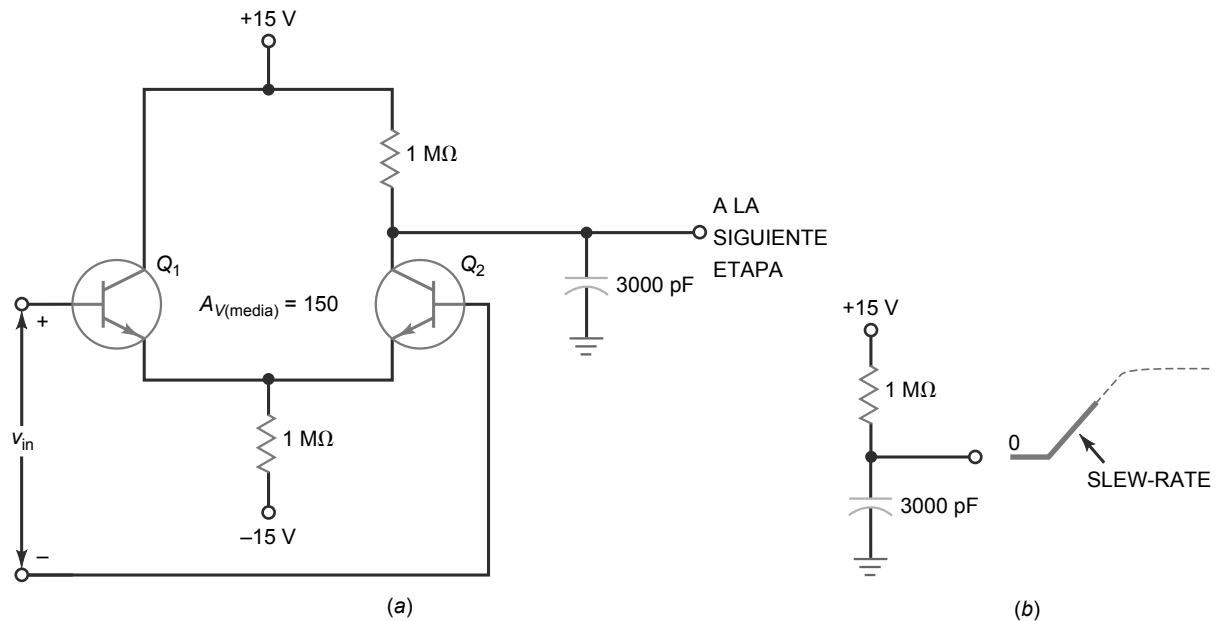 +15 V
1 MΩ
A LA
SIGUIENTE
ETAPA
Q1
Q2
AV(media) = 150
3000 pF
+
vin
1 MΩ
–15 V
–
(a)
+15 V
1 MΩ
0
SLEW-RATE
3000 pF
(b)